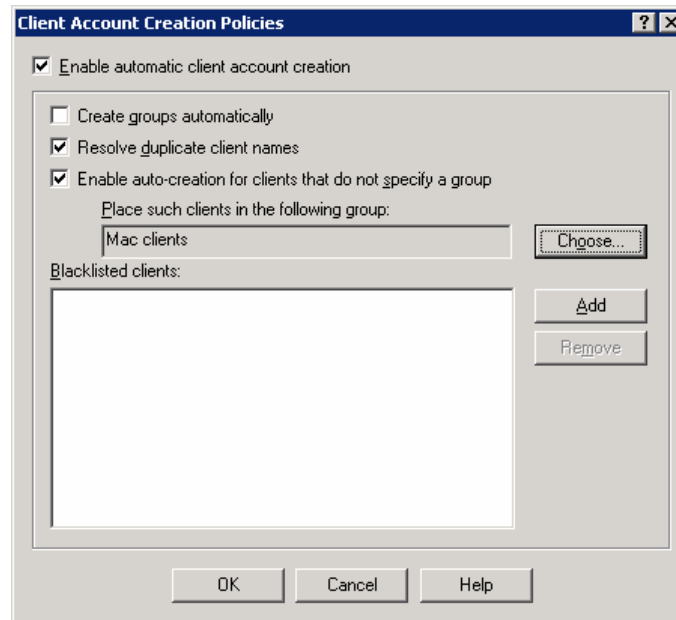 Client Account Creation Policies
Enable automatic client account creation
Create groups automatically
Resolve duplicate client names
Enable auto-creation for clients that do not specify a group
Place such clients in the following group:
Mac clients
Choose...
Blacklisted clients:
Add
Remove
OK
Cancel
Help